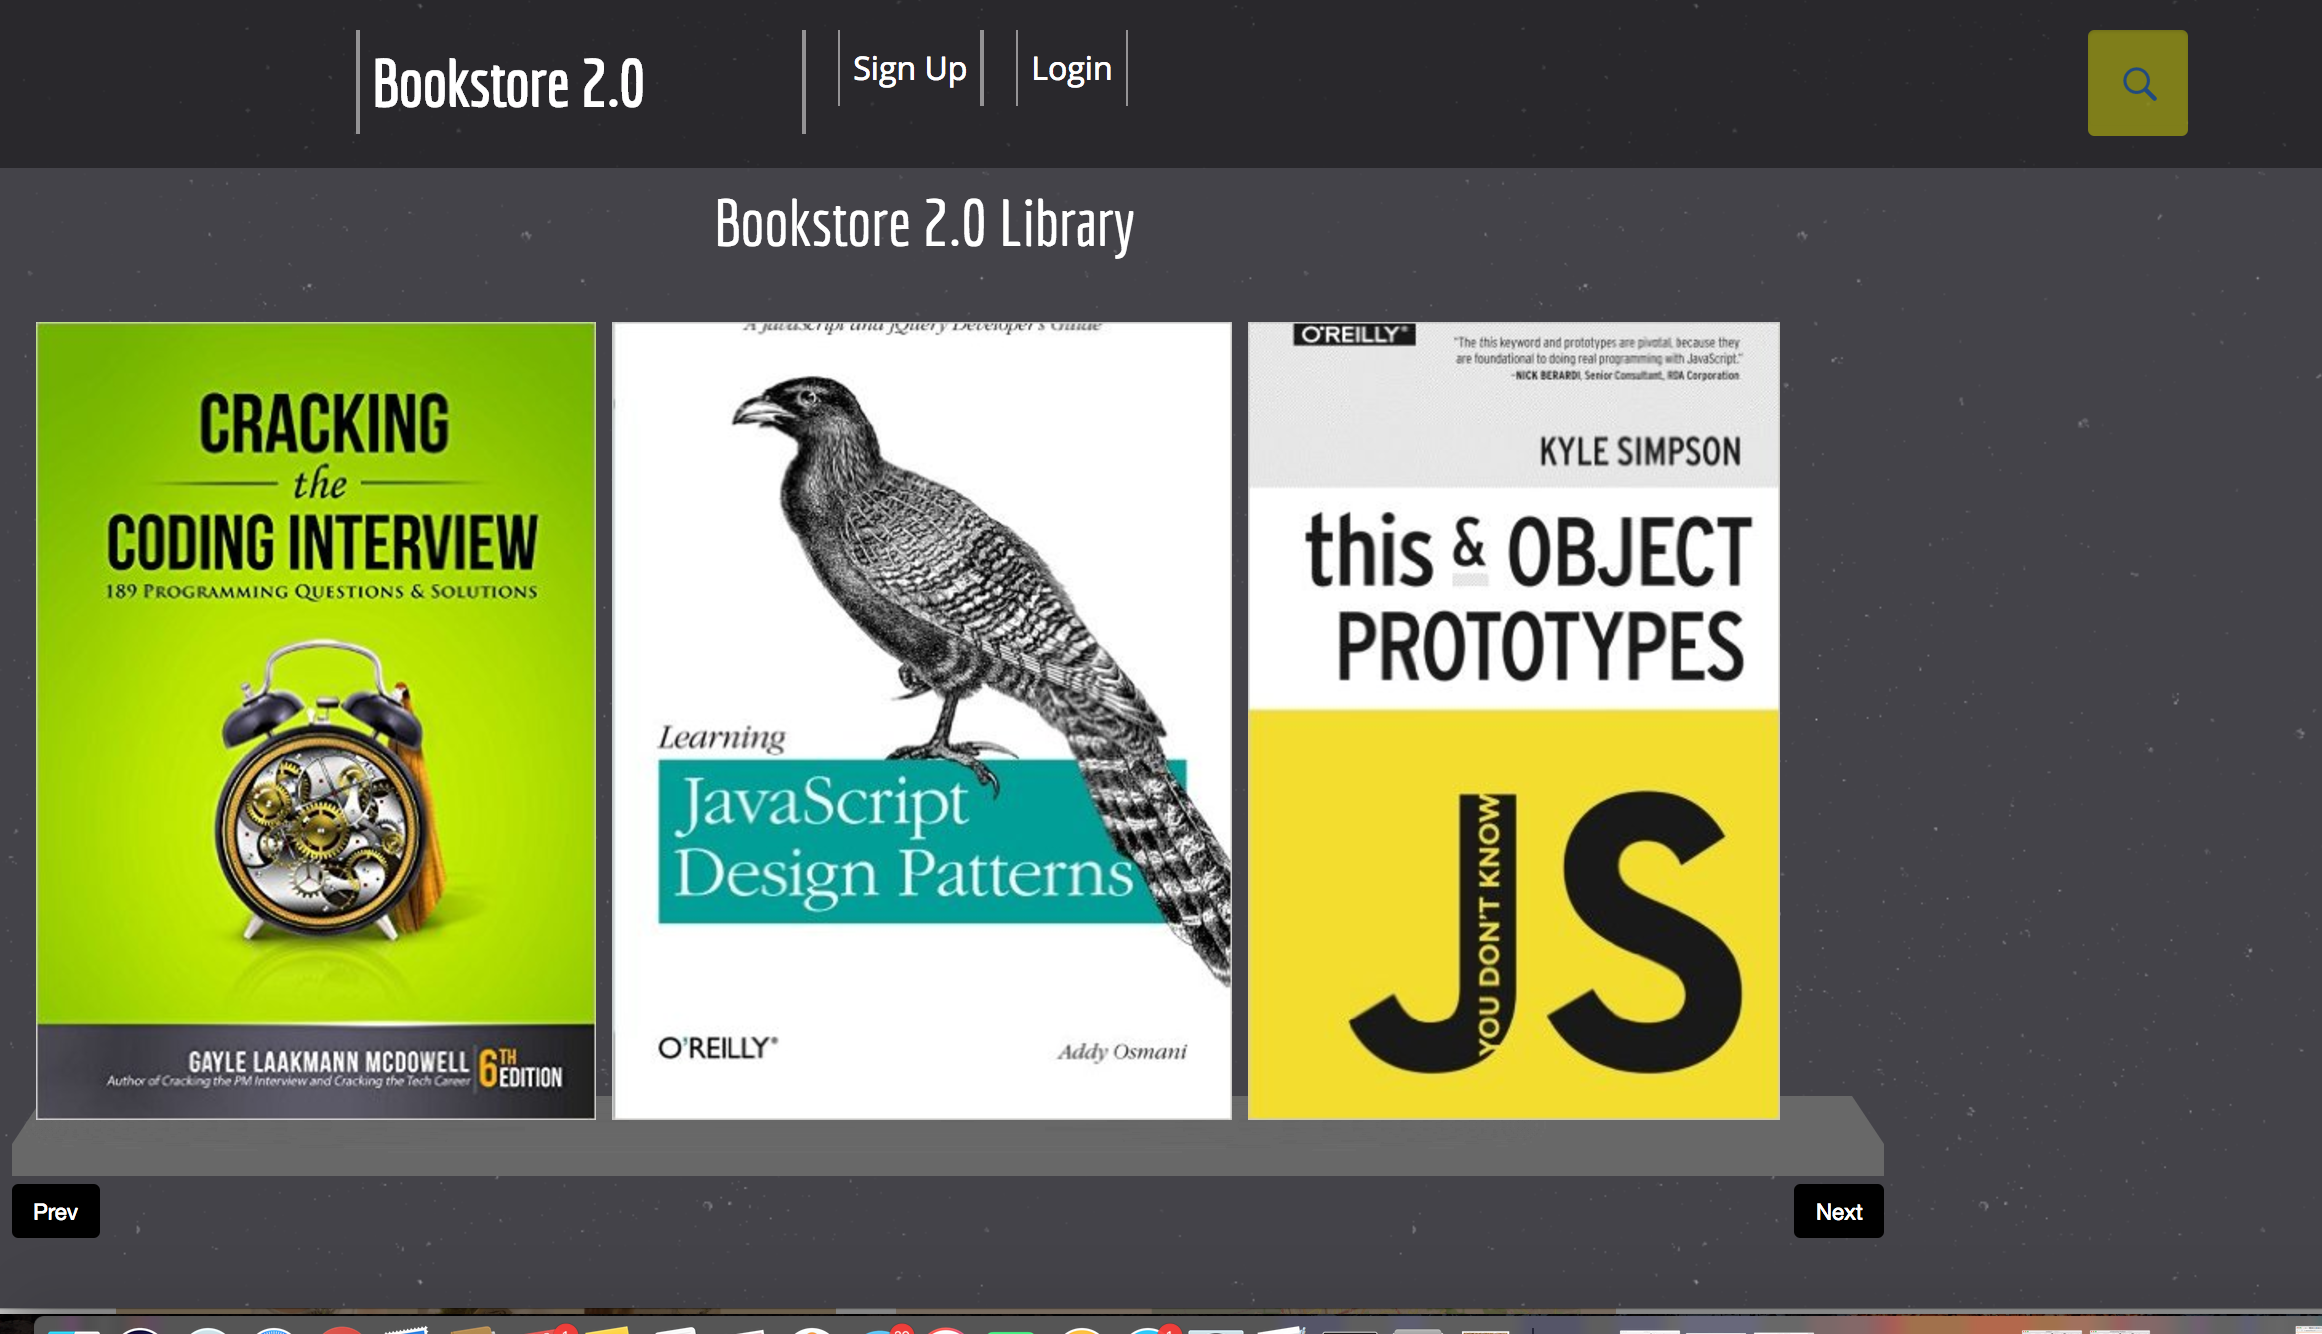 Bookstore 2.0
Sign Up
Login
Bookstore 2.0 Library
CRACKING
the
CODING INTERVIEW
189 PROGRAMMING QUESTIONS & SOLUTIONS
GAYLE LAAKMANN MCDOWELL
Author of Cracking the PM Interview and Cracking the Tech Career
6TH
EDITION
A JavaScript and jQuery Developer's Guide
Learning
JavaScript
Design Patterns
O'REILLY®
Addy Osmani
O'REILLY®
"The this keyword and prototypes are pivotal, because they
are foundational to doing real programming with JavaScript."
-NICK BERARDI, Senior Consultant, RDA Corporation
KYLE SIMPSON
this & OBJECT
PROTOTYPES
YOU DON'T KNOW
JS
Prev
Next